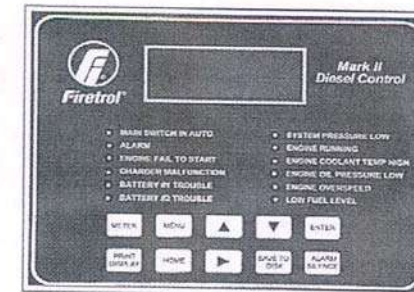 Firetrol®
Mark II
Diesel Control
MAIN SWITCH IN AUTO
ALARM
ENGINE FAIL TO START
CHARGER MALFUNCTION
BATTERY #1 TROUBLE
BATTERY #2 TROUBLE
SYSTEM PRESSURE LOW
ENGINE RUNNING
ENGINE COOLANT TEMP HIGH
ENGINE OIL PRESSURE LOW
ENGINE OVERSPEED
LOW FUEL LEVEL
METER
MENU
ENTER
PRINT
DISPLAY
HOME
SAVE TO
DISK
ALARM
SILENCE